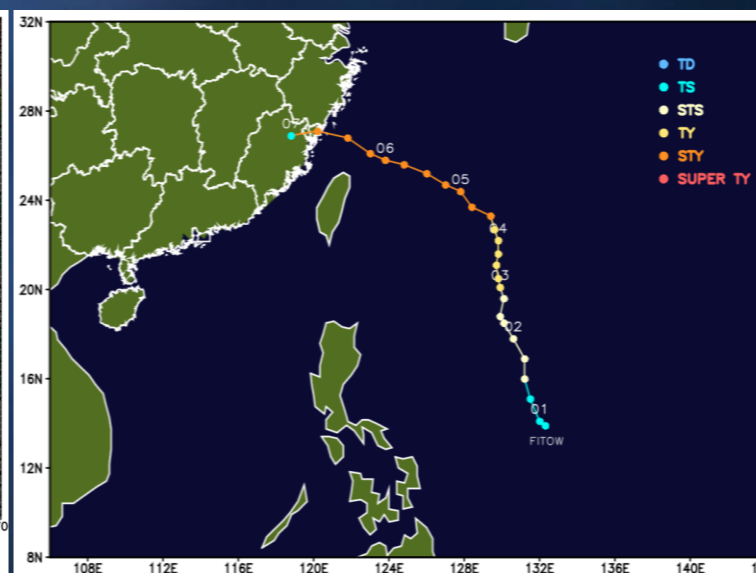 32N
28N
24N
20N
16N
12N
8N
108E
112E
116E
120E
124E
128E
132E
136E
140E
TD
TS
STS
TY
STY
SUPER TY
06
05
04
03
02
01
FITOW